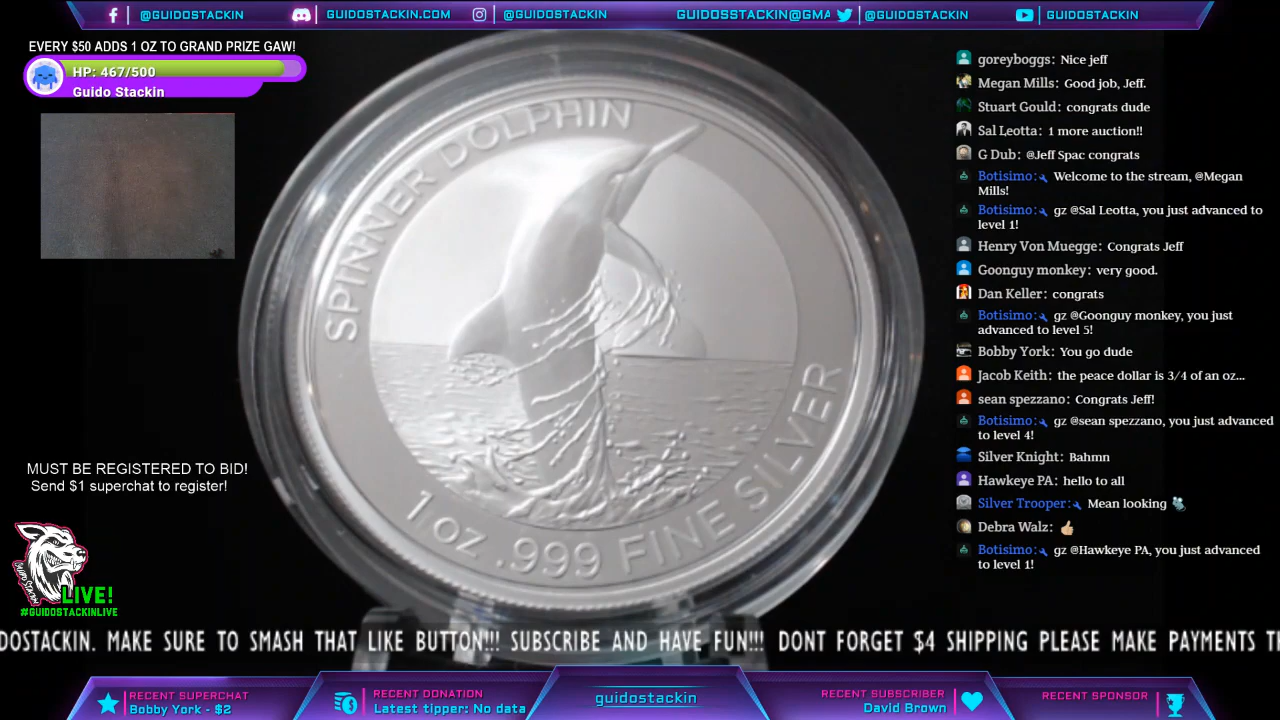 @GUIDOSTACKIN
GUIDOSTACKIN.COM
@GUIDOSTACKIN
GUIDOSSTACKIN@GMA
@GUIDOSTACKIN
GUIDOSTACKIN
EVERY $50 ADDS 1 OZ TO GRAND PRIZE GAW!
HP: 467/500
Guido Stackin
SPINNER DOLPHIN
1 oz .999 FINE SILVER
goreyboggs: Nice jeff
Megan Mills: Good job, Jeff.
Stuart Gould: congrats dude
Sal Leotta: 1 more auction!!
G Dub: @Jeff Spac congrats
Botisimo: Welcome to the stream, @Megan
Mills!
Botisimo: gz @Sal Leotta, you just advanced to
level 1!
Henry Von Muegge: Congrats Jeff
Goonguy monkey: very good.
Dan Keller: congrats
Botisimo: gz @Goonguy monkey, you just
advanced to level 5!
Bobby York: You go dude
Jacob Keith: the peace dollar is 3/4 of an oz...
sean spezzano: Congrats Jeff!
Botisimo: gz @sean spezzano, you just advanced
to level 4!
Silver Knight: Bahmn
Hawkeye PA: hello to all
Silver Trooper: Mean looking
Debra Walz:
Botisimo: gz @Hawkeye PA, you just advanced
to level 1!
MUST BE REGISTERED TO BID!
Send $1 superchat to register!
LIVE!
#GUIDOSTACKINLIVE
DOSTACKIN. MAKE SURE TO SMASH THAT LIKE BUTTON!!! SUBSCRIBE AND HAVE FUN!!! DONT FORGET $4 SHIPPING PLEASE MAKE PAYMENTS T
RECENT SUPERCHAT
Bobby York - $2
RECENT DONATION
Latest tipper: No data
guidostackin
RECENT SUBSCRIBER
David Brown
RECENT SPONSOR